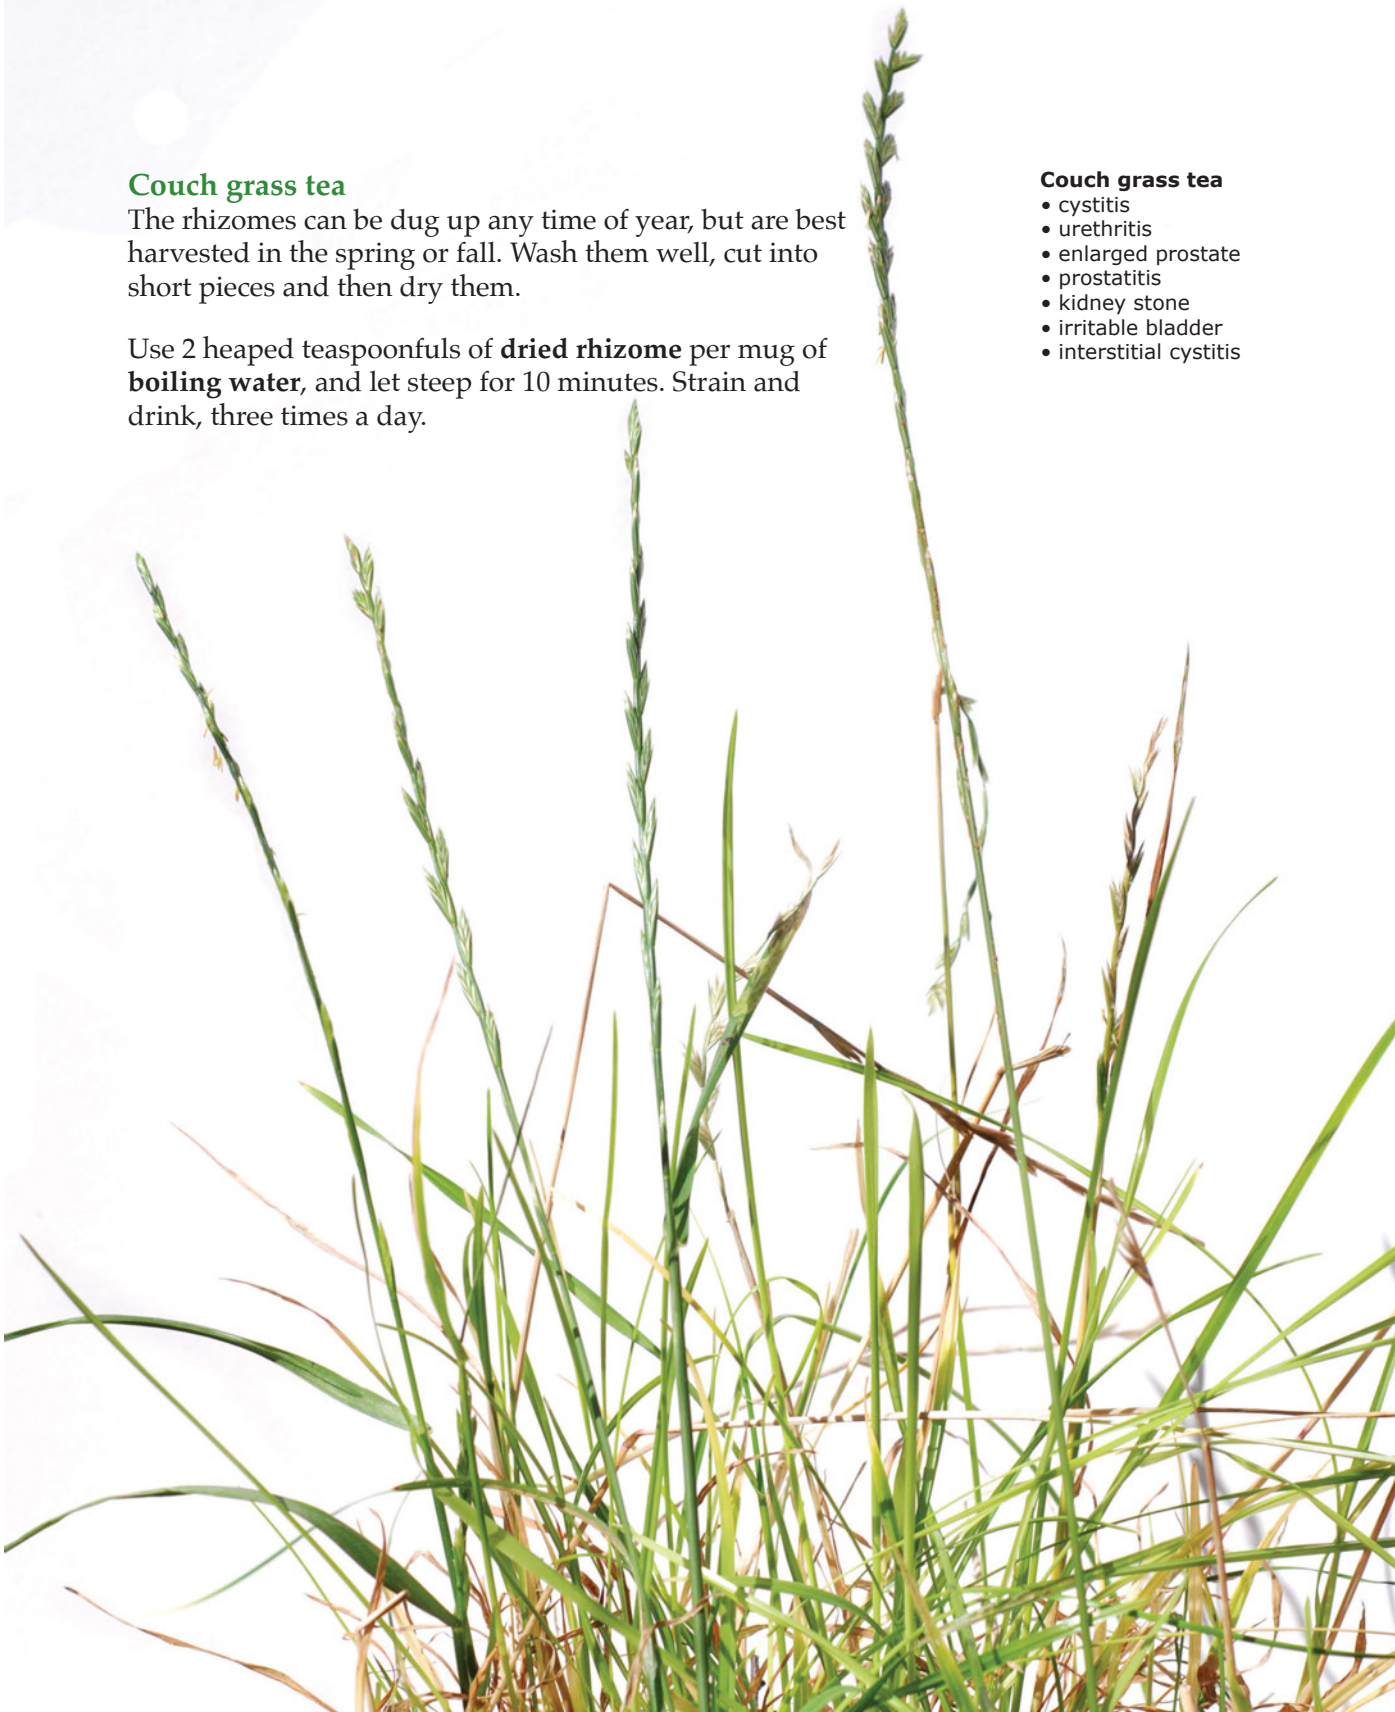 Couch grass tea
The rhizomes can be dug up any time of year, but are best
harvested in the spring or fall. Wash them well, cut into
short pieces and then dry them.
Use 2 heaped teaspoonfuls of dried rhizome per mug of
boiling water, and let steep for 10 minutes. Strain and
drink, three times a day.
Couch grass tea
• cystitis
• urethritis
• enlarged prostate
• prostatitis
• kidney stone
• irritable bladder
• interstitial cystitis